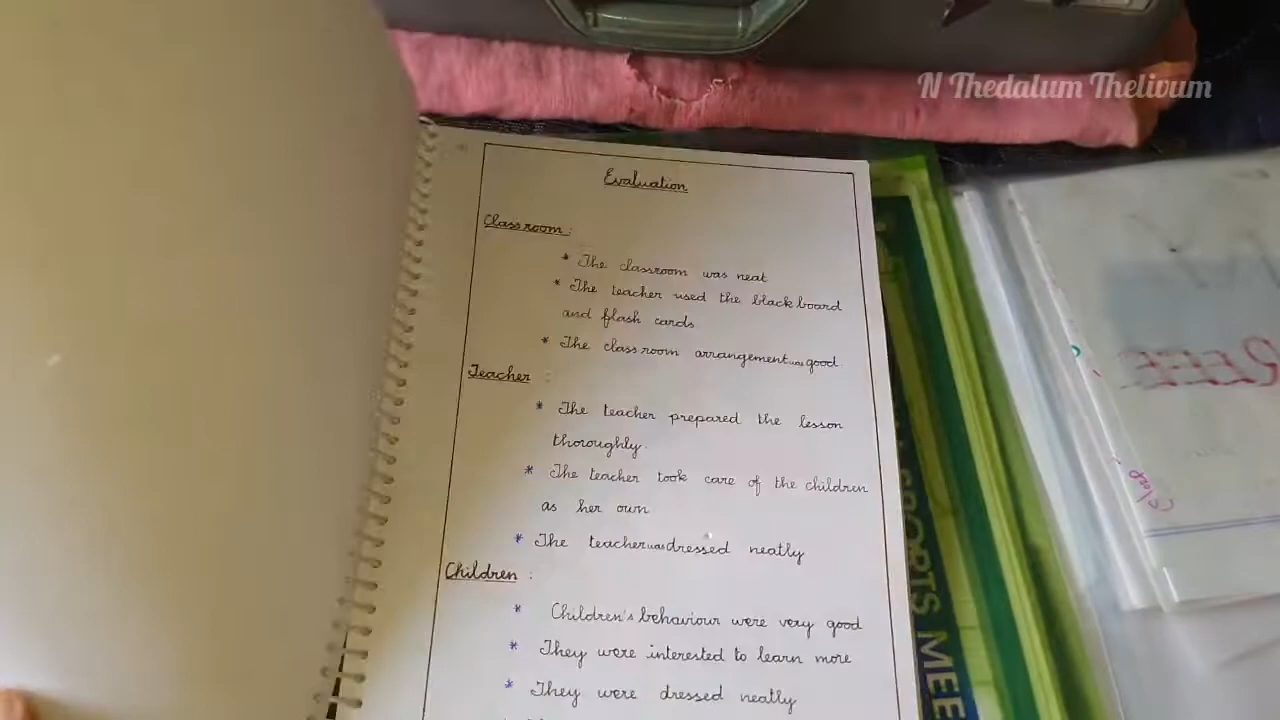 N Thedalum Thelivum
Evaluation
Classroom :
* The classroom was neat
* The teacher used the black board
and flash cards
* The class room arrangement was good.
Teacher :
* The teacher prepared the lesson
thoroughly.
* The teacher took care of the children
as her own
* The teacher was dressed neatly
Children :
* Children's behaviour were very good
* They were interested to learn more
* They were dressed neatly
SPORTS MEE